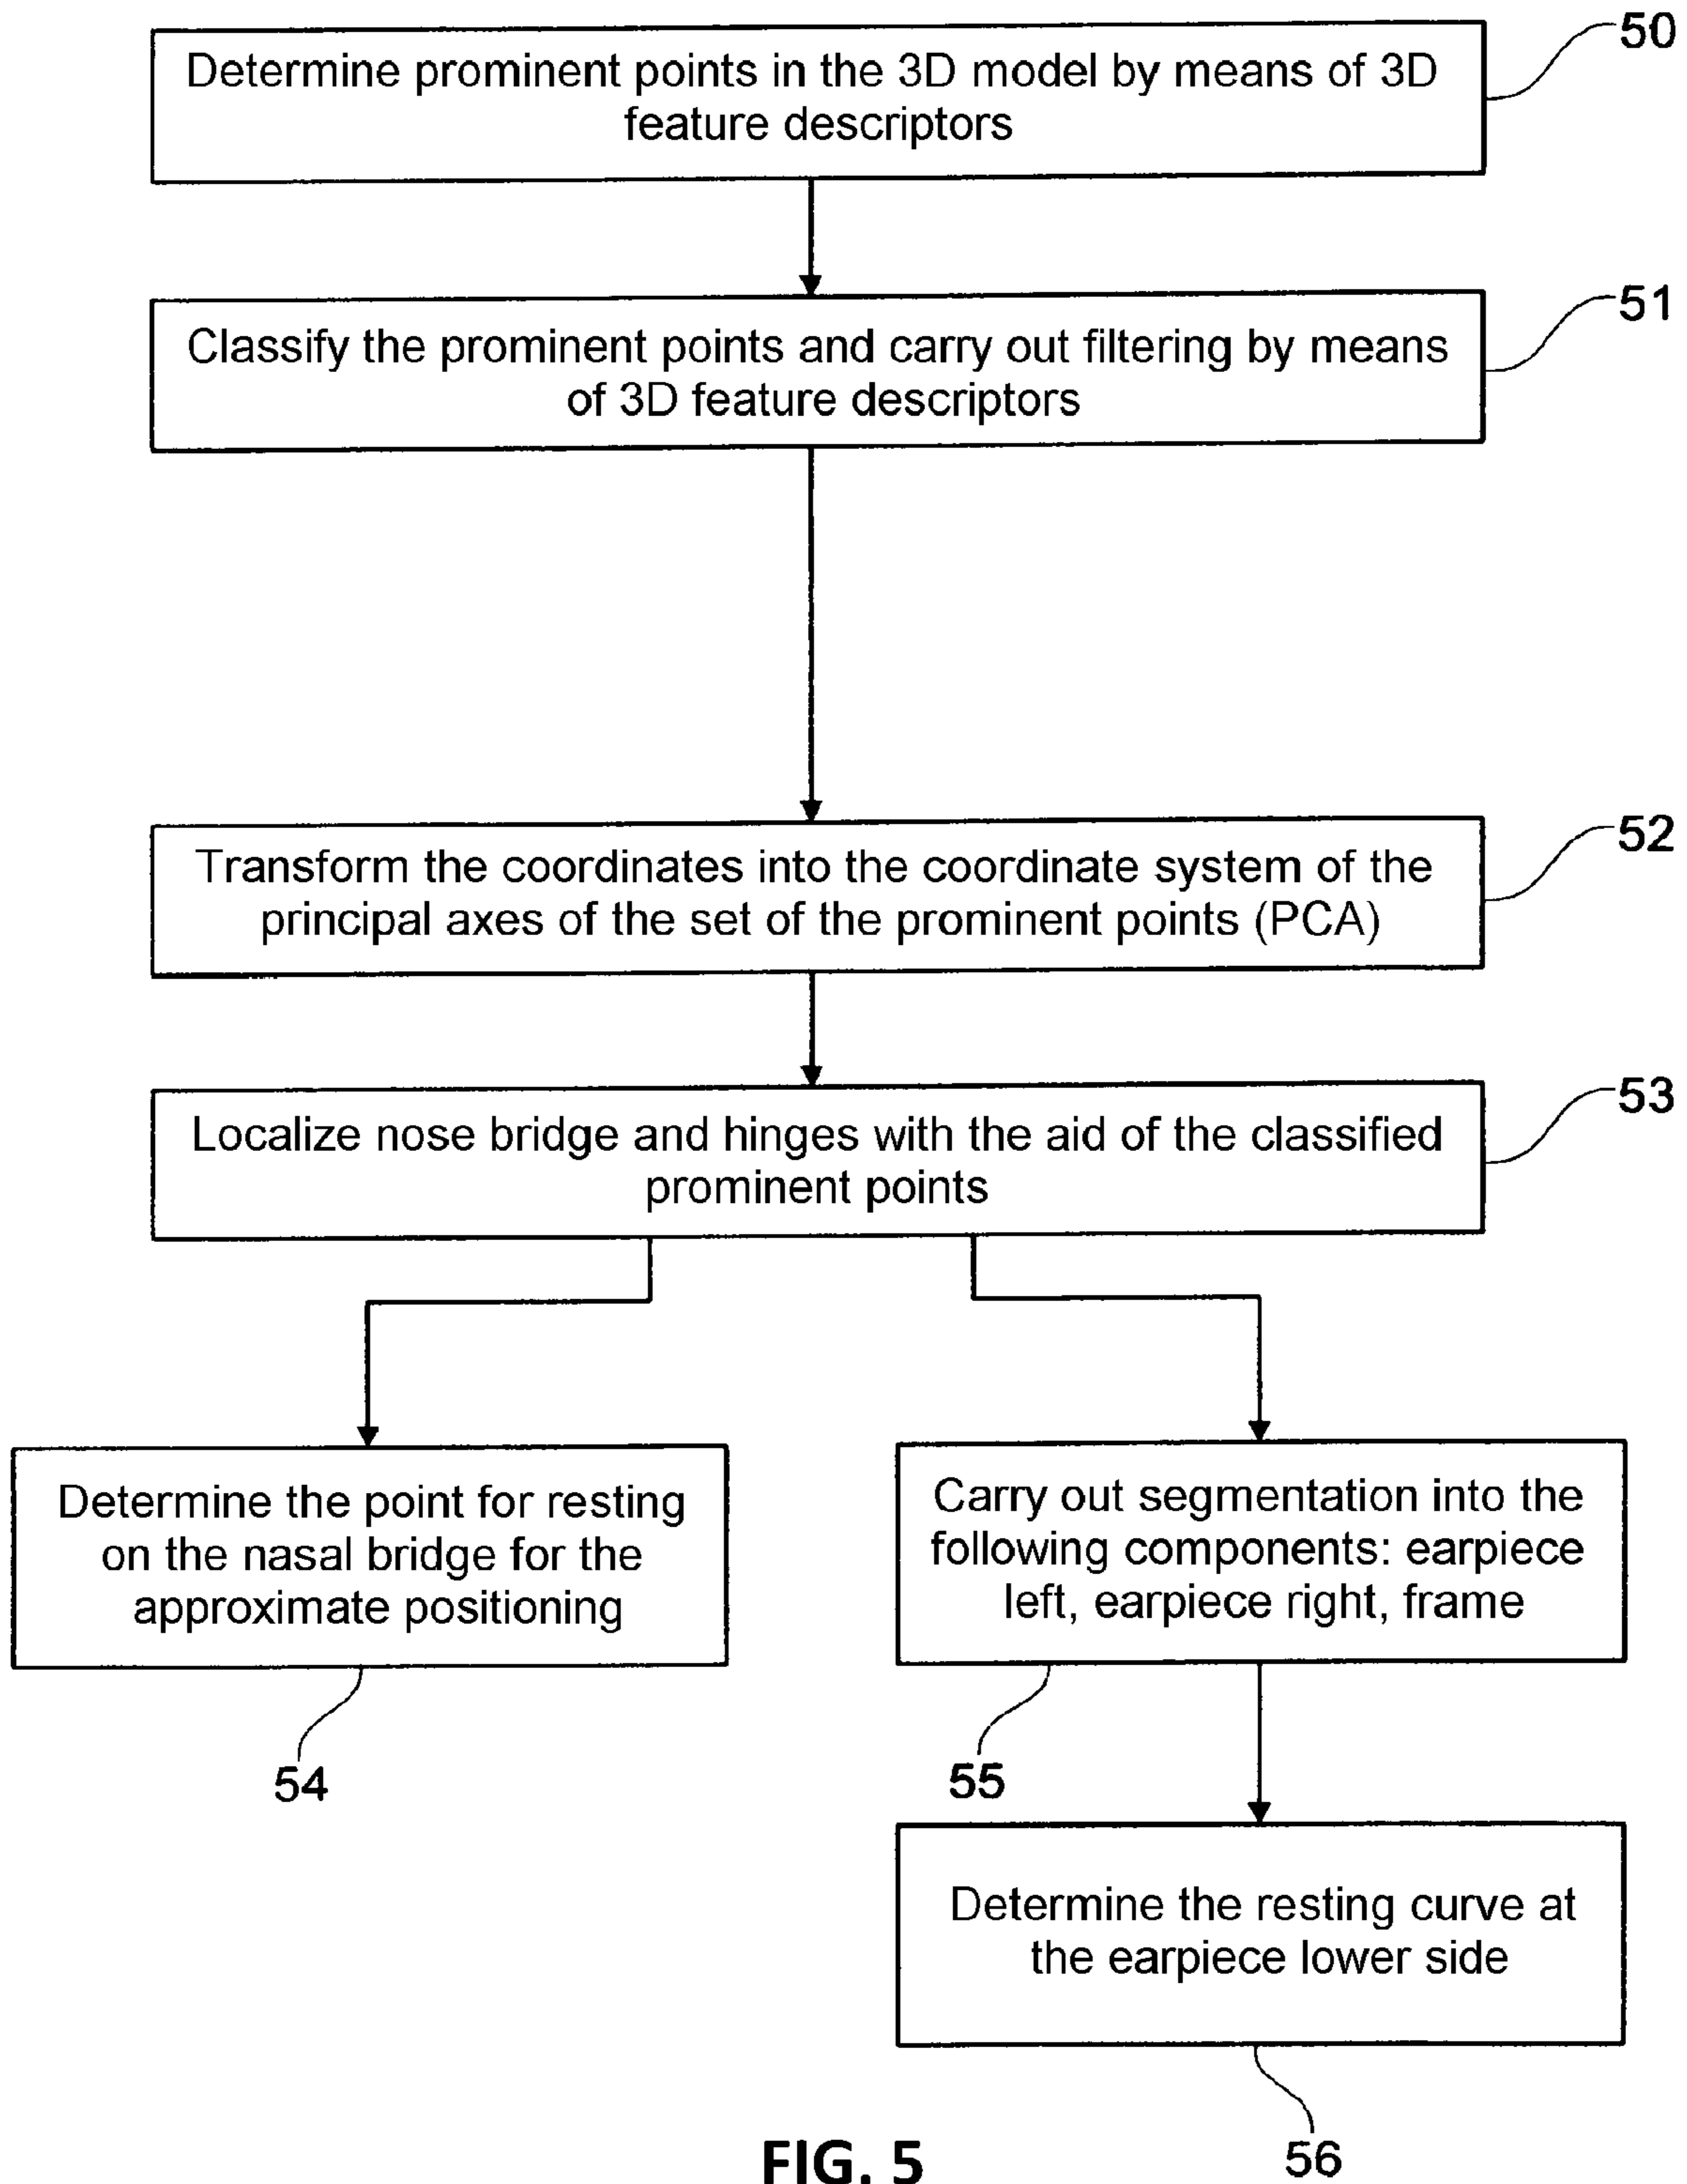 50
Determine prominent points in the 3D model by means of 3D
feature descriptors
51
Classify the prominent points and carry out filtering by means
of 3D feature descriptors
52
Transform the coordinates into the coordinate system of the
principal axes of the set of the prominent points (PCA)
53
Localize nose bridge and hinges with the aid of the classified
prominent points
Determine the point for resting
on the nasal bridge for the
approximate positioning
54
Carry out segmentation into the
following components: earpiece
left, earpiece right, frame
55
Determine the resting curve at
the earpiece lower side
56
FIG. 5